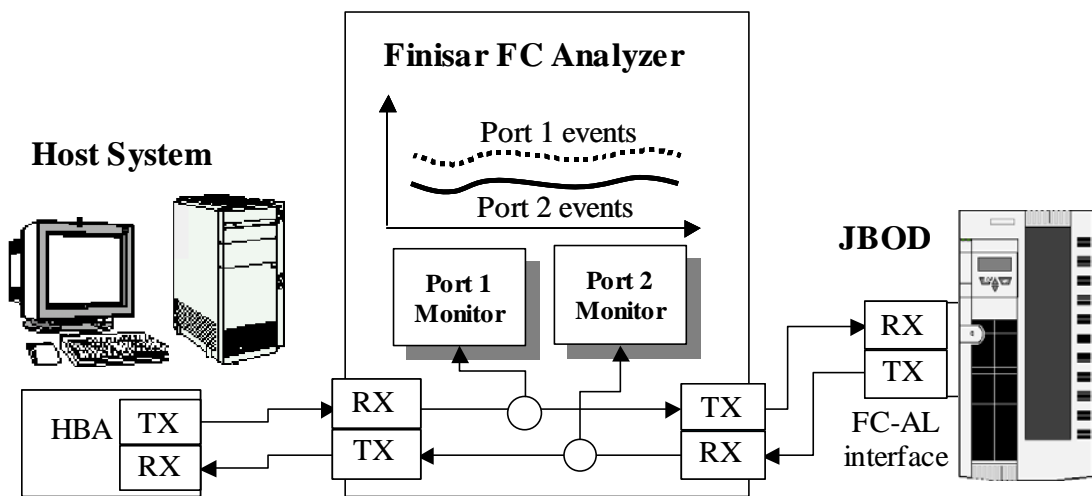 Finisar FC Analyzer
Port 1 events
Port 2 events
Host System
JBOD
Port 1
Monitor
Port 2
Monitor
HBA
TX
RX
RX
TX
TX
RX
RX
TX
FC-AL
interface